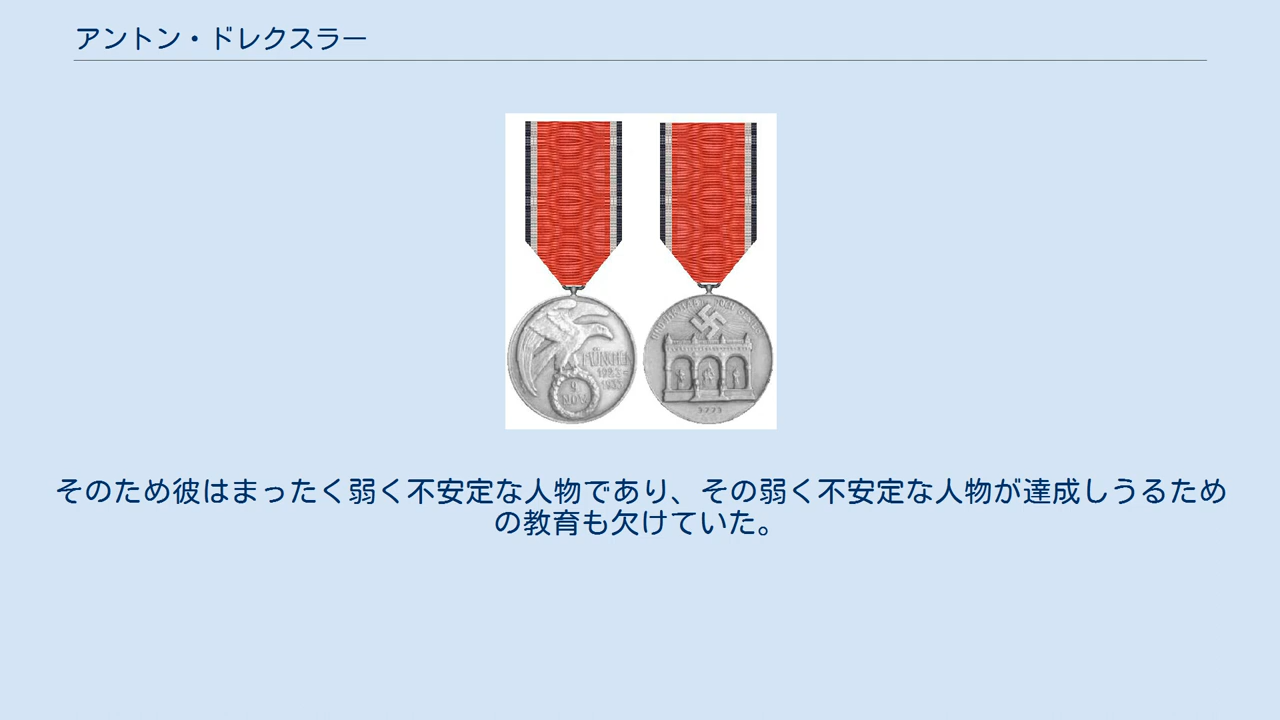 アントン・ドレクスラー
MÜNCHEN
9
NOV.
そのため彼はまったく弱く不安定な人物であり、その弱く不安定な人物が達成しうるため
の教育も欠けていた。